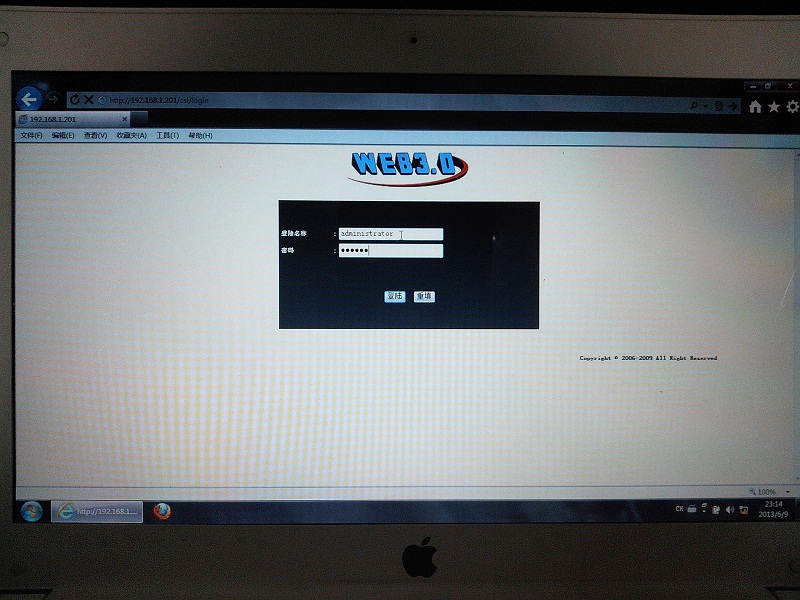 http://192.168.1.201/csl/login
192.168.1.201
文件(F) 编辑(E) 查看(V) 收藏夹(A) 工具(T) 帮助(H)
WEB3.0
登陆名称 : administrator
密码 : ●●●●●●
登陆 重填
Copyright © 2006-2009 All Right Reserved
100%
http://192.168.1....
CH
23:14
2013/6/9